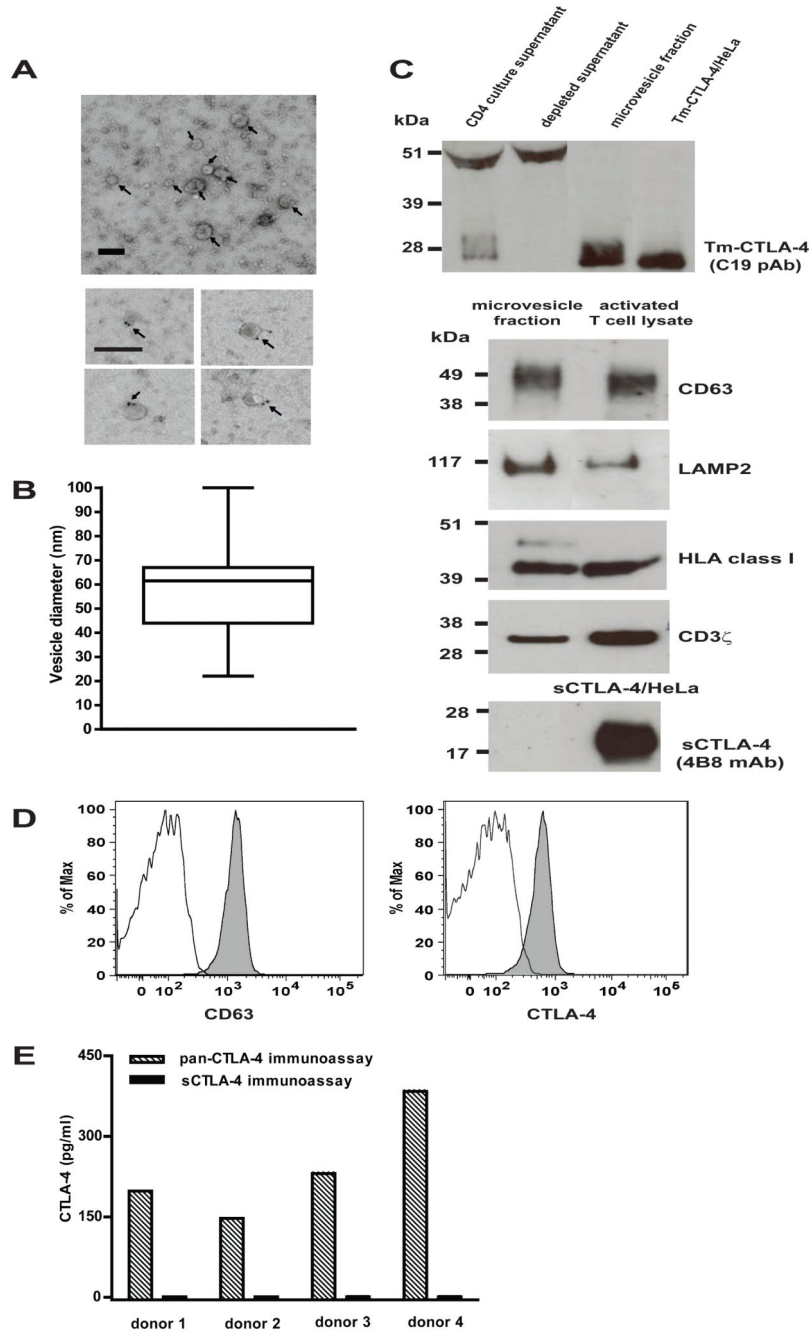 A
B
Vesicle diameter (nm)
100
90
80
70
60
50
40
30
20
10
0
C
CD4 culture supernatant
depleted supernatant
microvesicle fraction
Tm-CTLA-4/HeLa
kDa
51
39
28
Tm-CTLA-4
(C19 pAb)
microvesicle fraction
activated T cell lysate
kDa
49
38
CD63
117
LAMP2
51
39
HLA class I
38
28
CD3ζ
sCTLA-4/HeLa
28
17
sCTLA-4
(4B8 mAb)
D
% of Max
100
80
60
40
20
0
0 10² 10³ 10⁴ 10⁵
CD63
% of Max
100
80
60
40
20
0
0 10² 10³ 10⁴ 10⁵
CTLA-4
E
CTLA-4 (pg/ml)
450
300
150
0
pan-CTLA-4 immunoassay
sCTLA-4 immunoassay
donor 1 donor 2 donor 3 donor 4